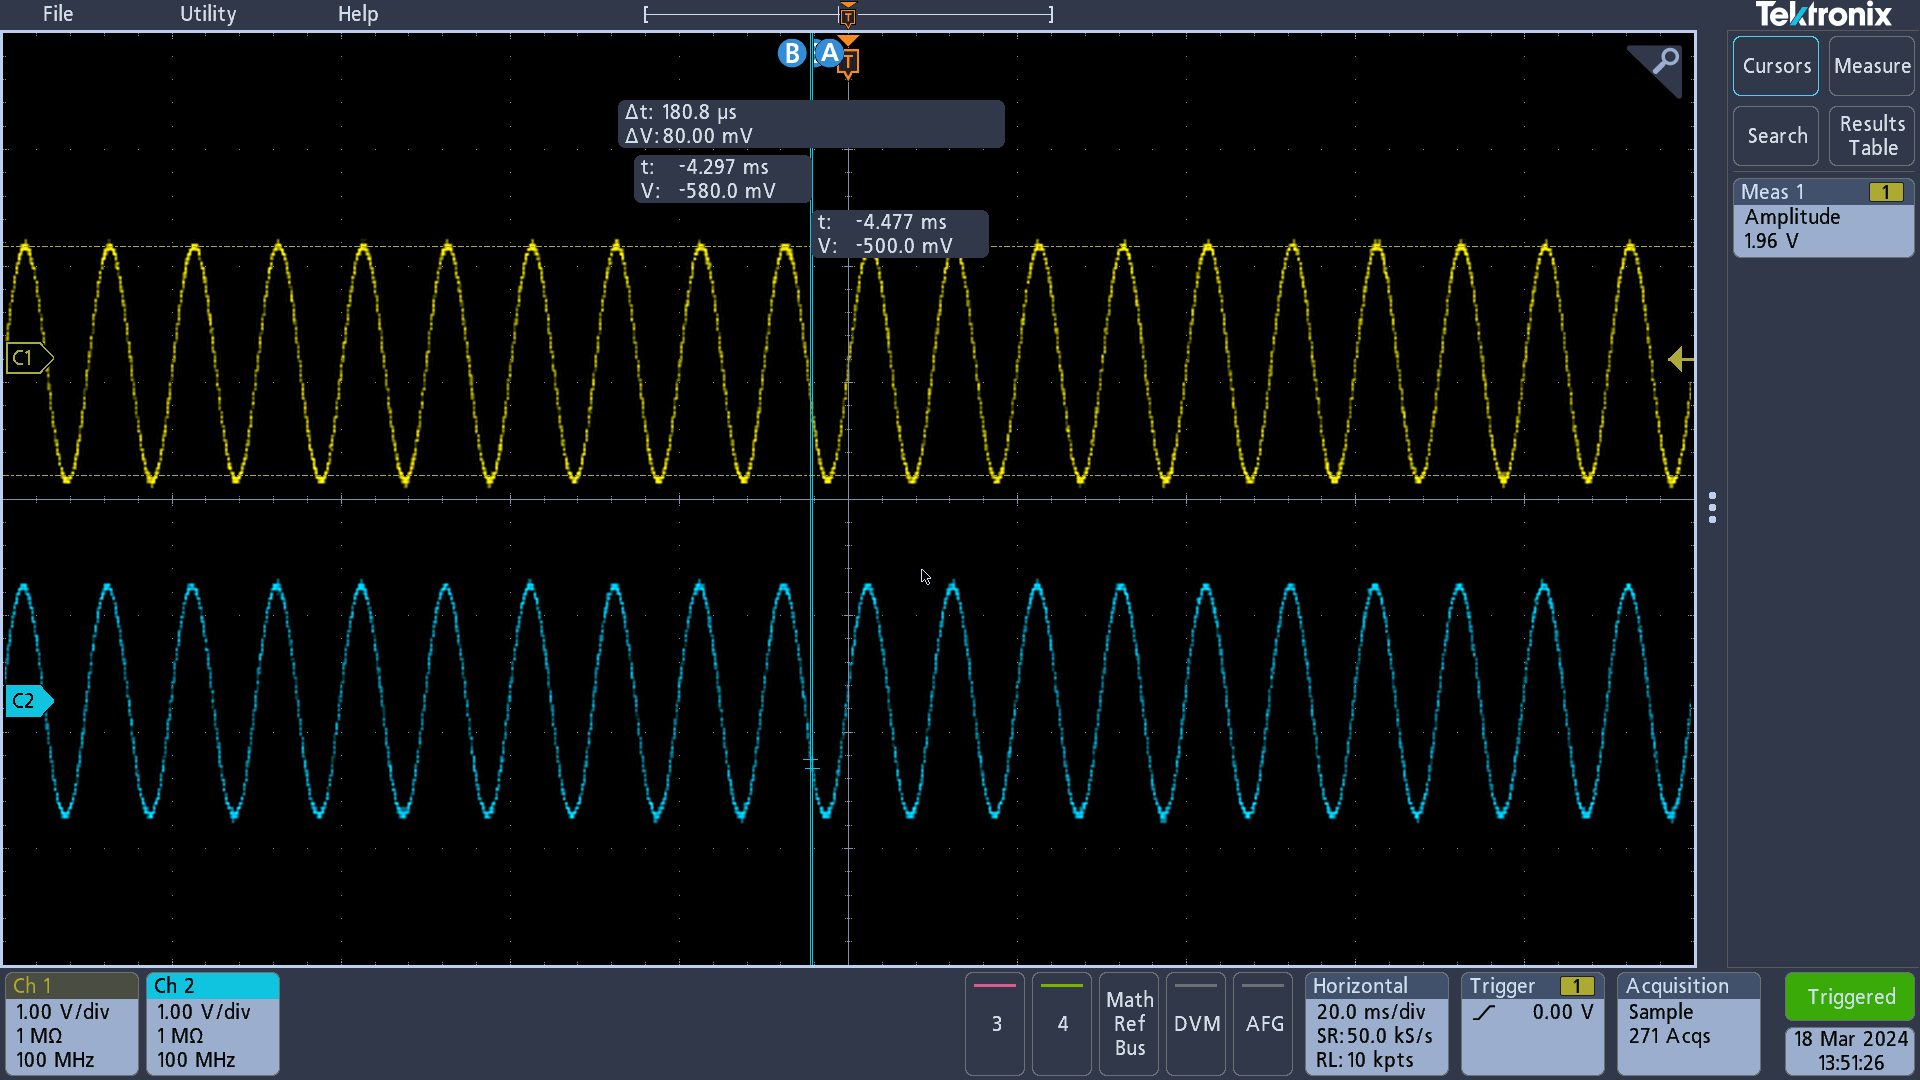 File Utility Help
Tektronix
T
B A T
Cursors Measure
Search Results Table
Δt: 180.8 µs
ΔV: 80.00 mV
t: -4.297 ms
V: -580.0 mV
t: -4.477 ms
V: -500.0 mV
Meas 1 1
Amplitude
1.96 V
C1
C2
Ch 1
1.00 V/div
1 MΩ
100 MHz
Ch 2
1.00 V/div
1 MΩ
100 MHz
3
4
Math
Ref
Bus
DVM
AFG
Horizontal
20.0 ms/div
SR: 50.0 kS/s
RL: 10 kpts
Trigger 1
0.00 V
Acquisition
Sample
271 Acqs
Triggered
18 Mar 2024
13:51:26